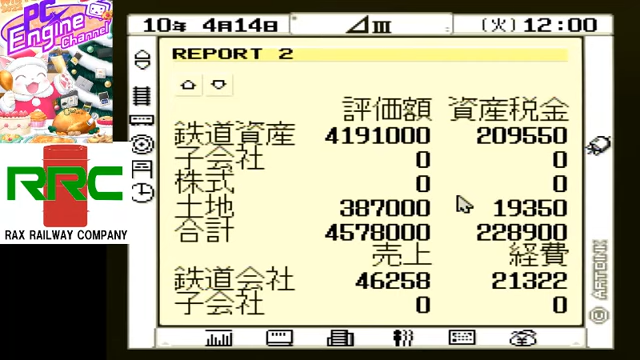 PC Engine Channel
RRC
RAX RAILWAY COMPANY
10年 4月14日 ⊿III (火)12:00
REPORT 2
評価額 資産税金
鉄道資産 4191000 209550
子会社 0 0
株式 0 0
土地 387000 19350
合計 4578000 228900
売上 経費
鉄道会社 46258 21322
子会社 0 0
ARTDINK